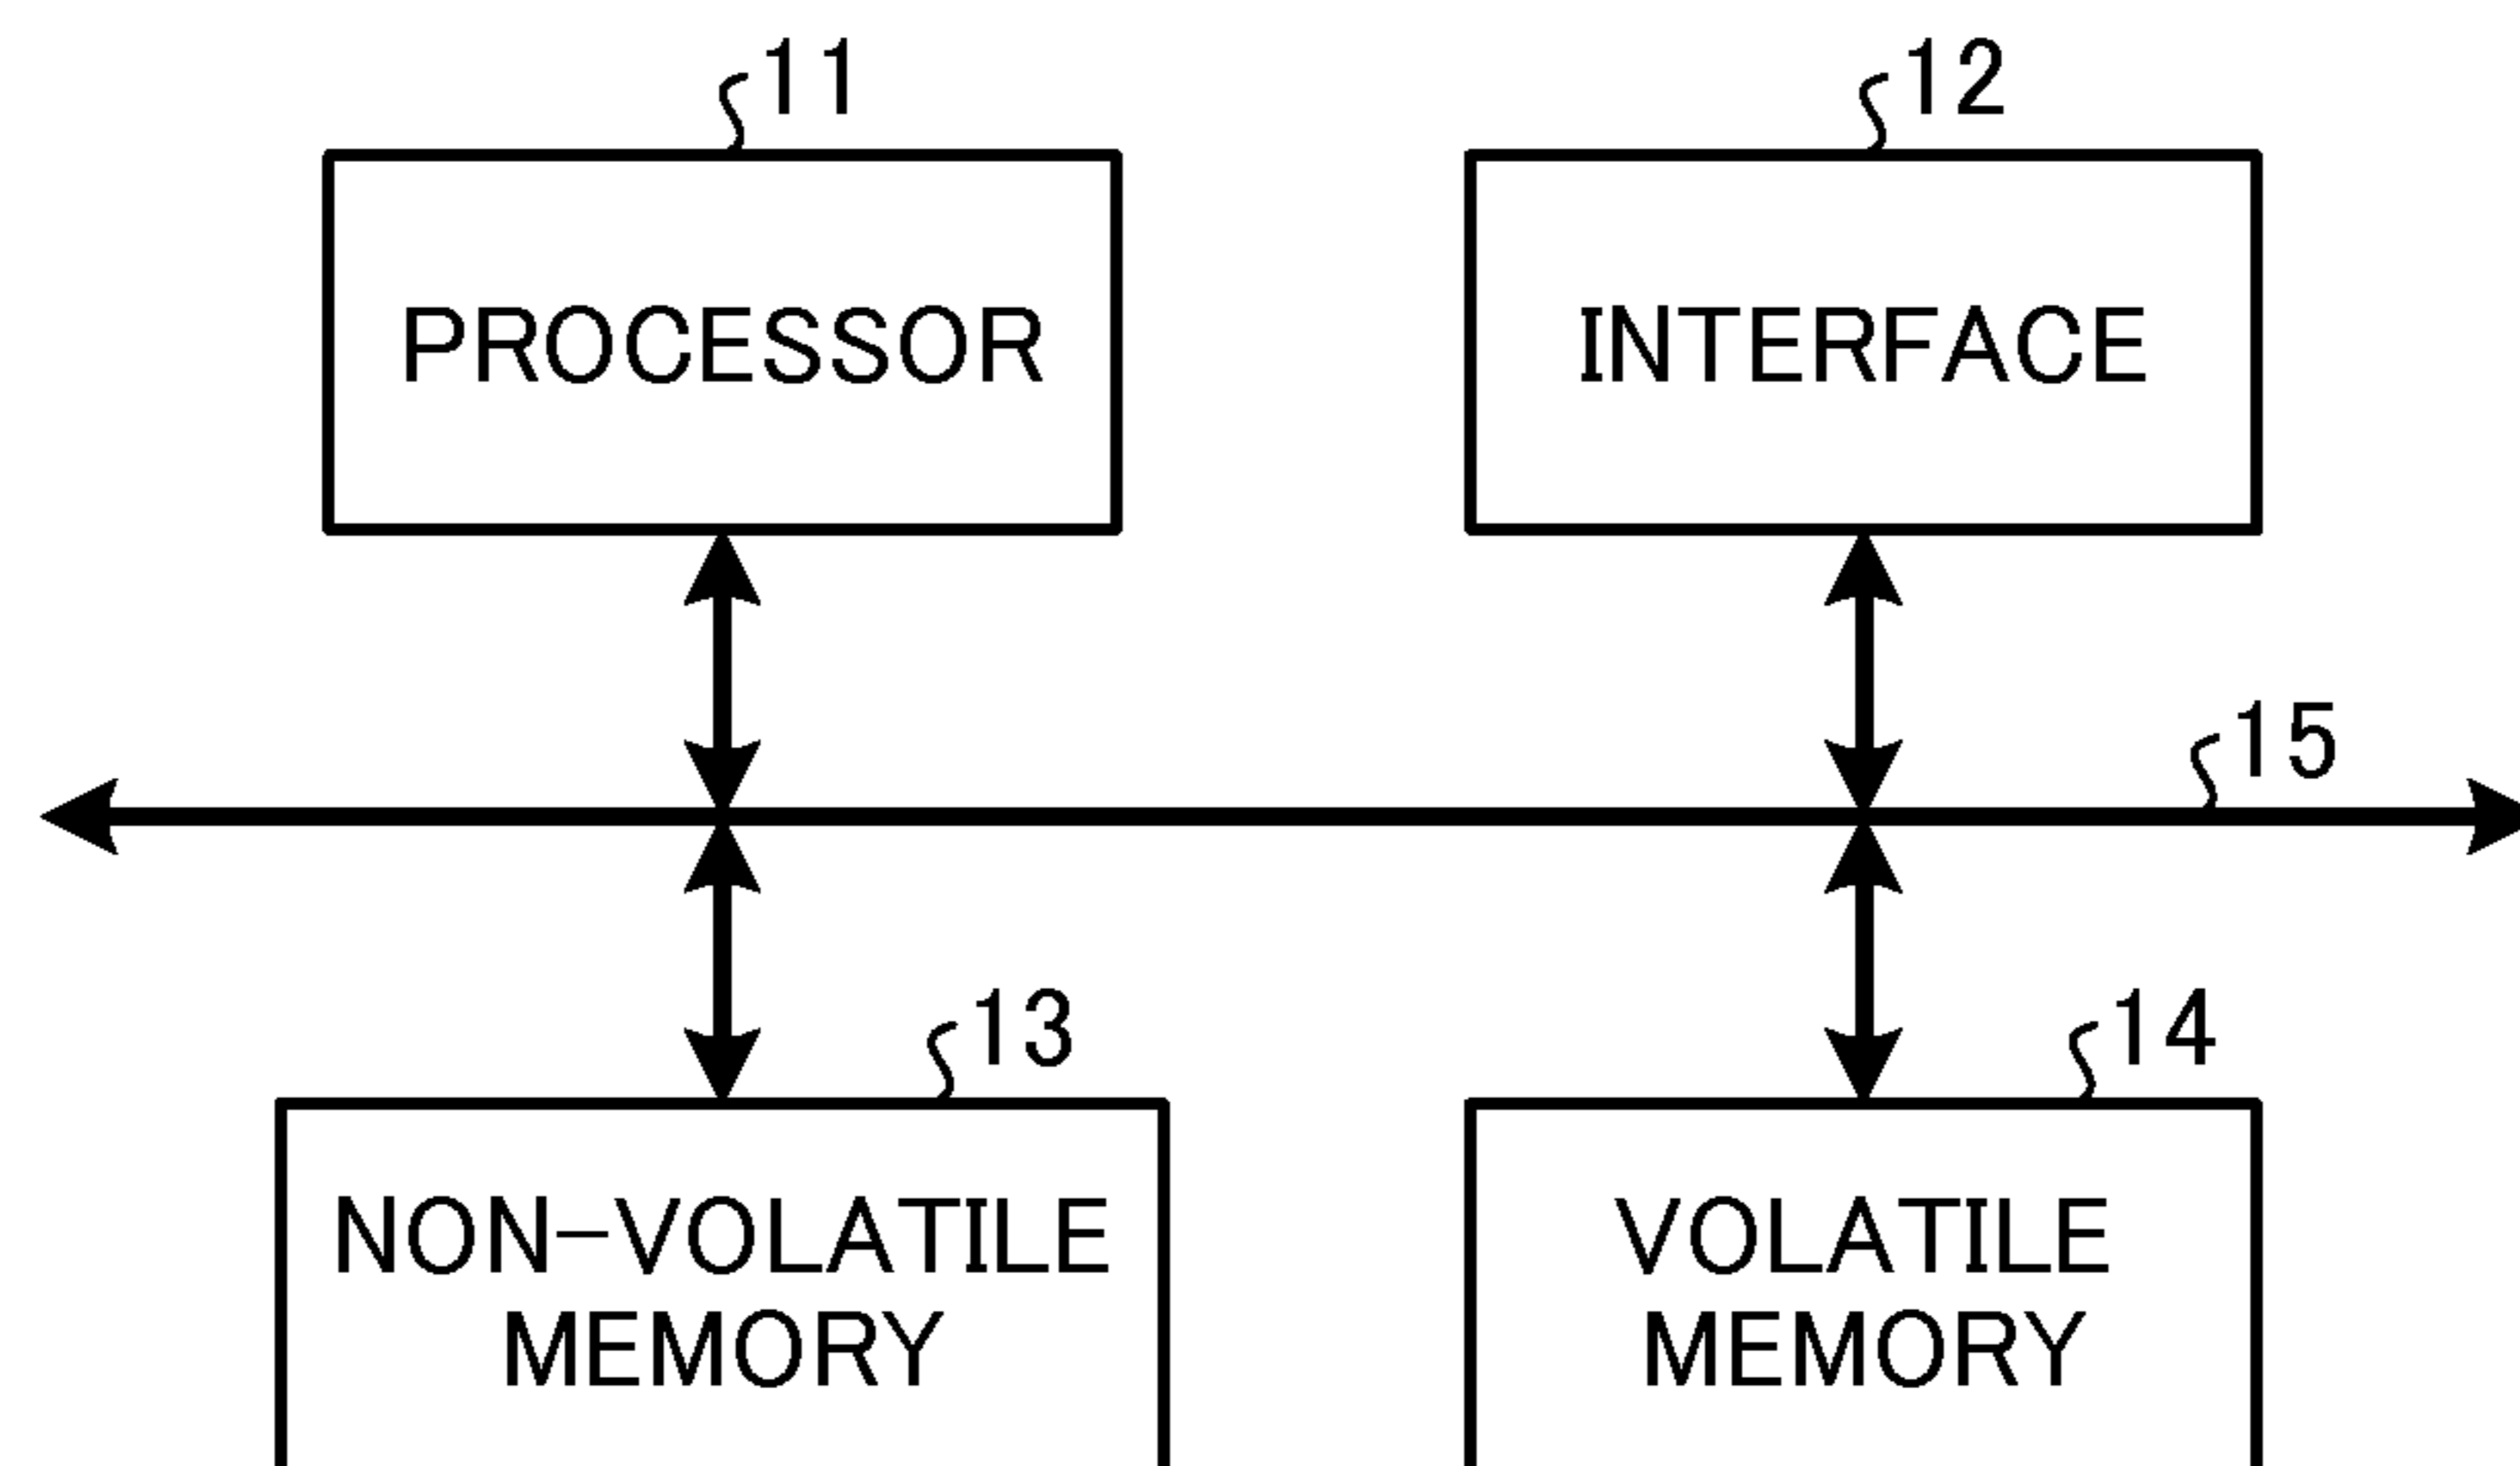 11
12
PROCESSOR
INTERFACE
15
13
14
NON-VOLATILE
MEMORY
VOLATILE
MEMORY